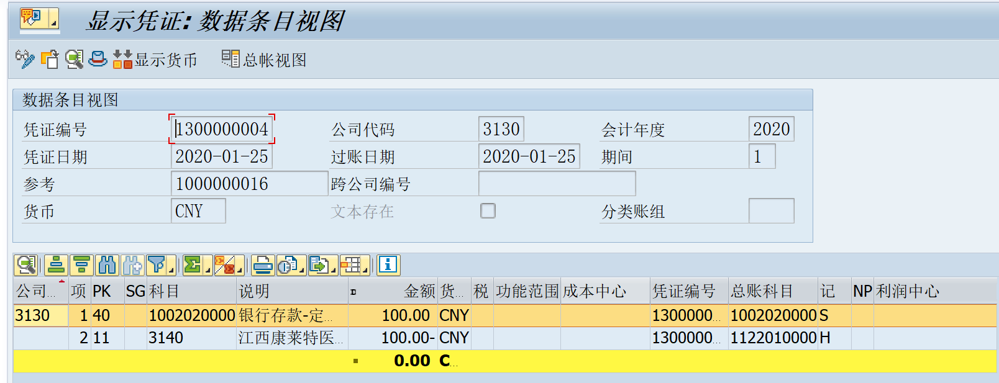 显示凭证: 数据条目视图
显示货币 总帐视图
数据条目视图
凭证编号 1300000004 公司代码 3130 会计年度 2020
凭证日期 2020-01-25 过账日期 2020-01-25 期间 1
参考 1000000016 跨公司编号
货币 CNY 文本存在 分类账组
公司... 项 PK SG 科目 说明 Σ 金额 货... 税 功能范围 成本中心 凭证编号 总账科目 记 NP 利润中心
3130 1 40 1002020000 银行存款-定... 100.00 CNY 1300000... 1002020000 S
2 11 3140 江西康莱特医... 100.00- CNY 1300000... 1122010000 H
0.00 C...